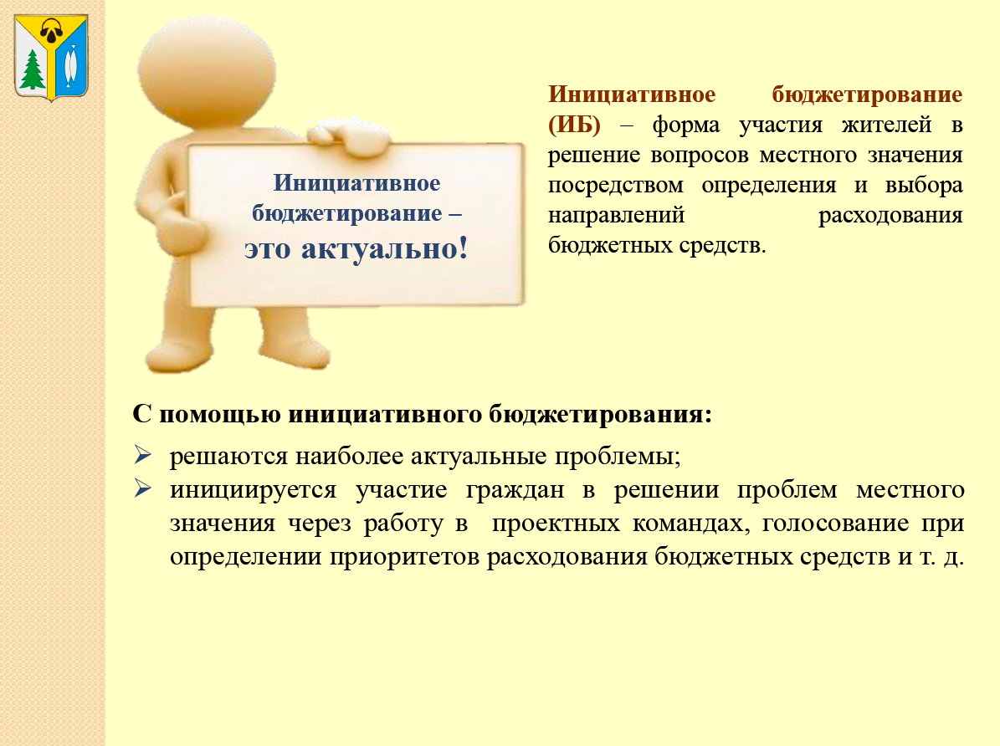 Инициативное
бюджетирование –
это актуально!
Инициативное бюджетирование
(ИБ) – форма участия жителей в
решение вопросов местного значения
посредством определения и выбора
направлений расходования
бюджетных средств.
С помощью инициативного бюджетирования:
решаются наиболее актуальные проблемы;
инициируется участие граждан в решении проблем местного
значения через работу в проектных командах, голосование при
определении приоритетов расходования бюджетных средств и т. д.